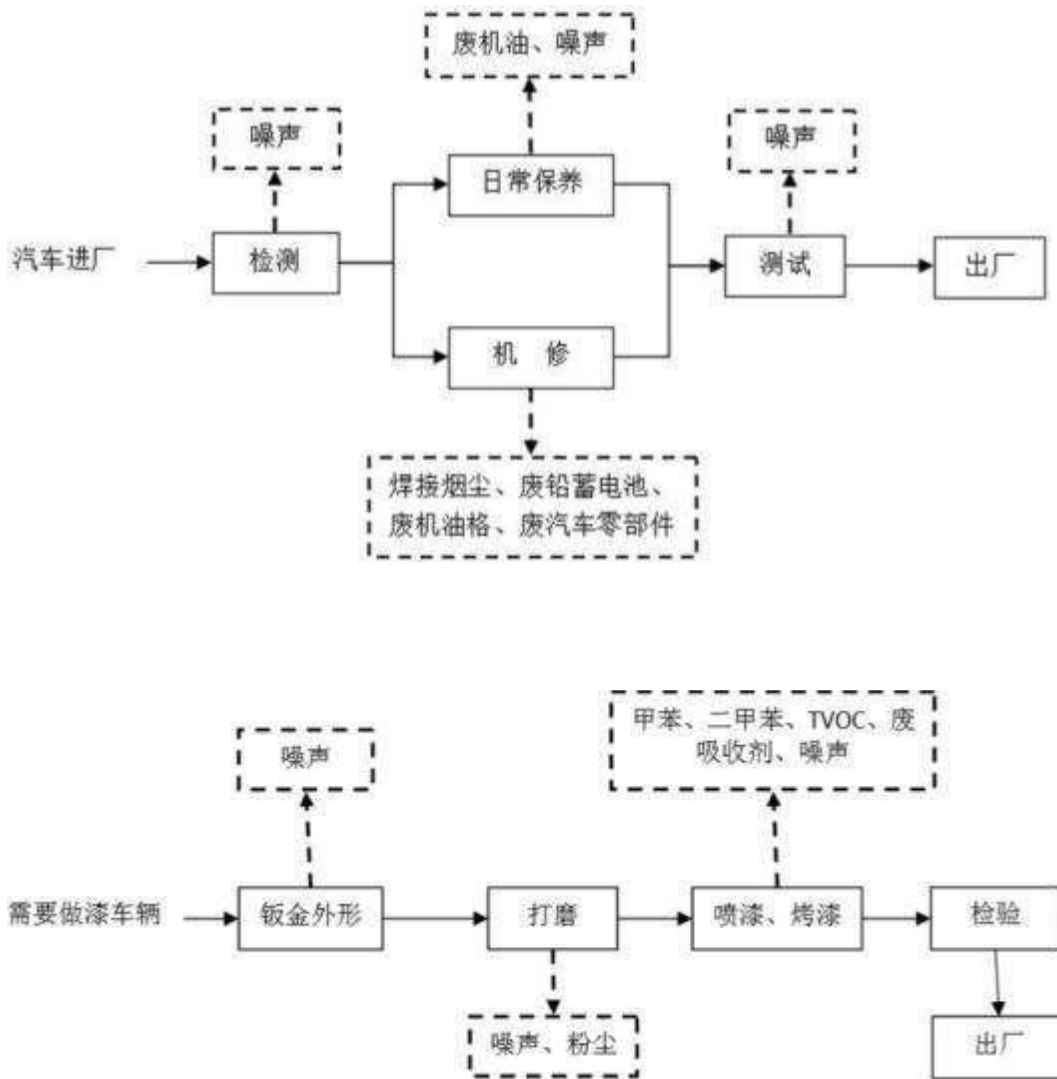 废机油、噪声
噪声
噪声
日常保养
汽车进厂
检测
测试
出厂
机 修
焊接烟尘、废铅蓄电池、
废机油格、废汽车零部件
甲苯、二甲苯、TVOC、废
吸收剂、噪声
噪声
需要做漆车辆
钣金外形
打磨
喷漆、烤漆
检验
噪声、粉尘
出厂